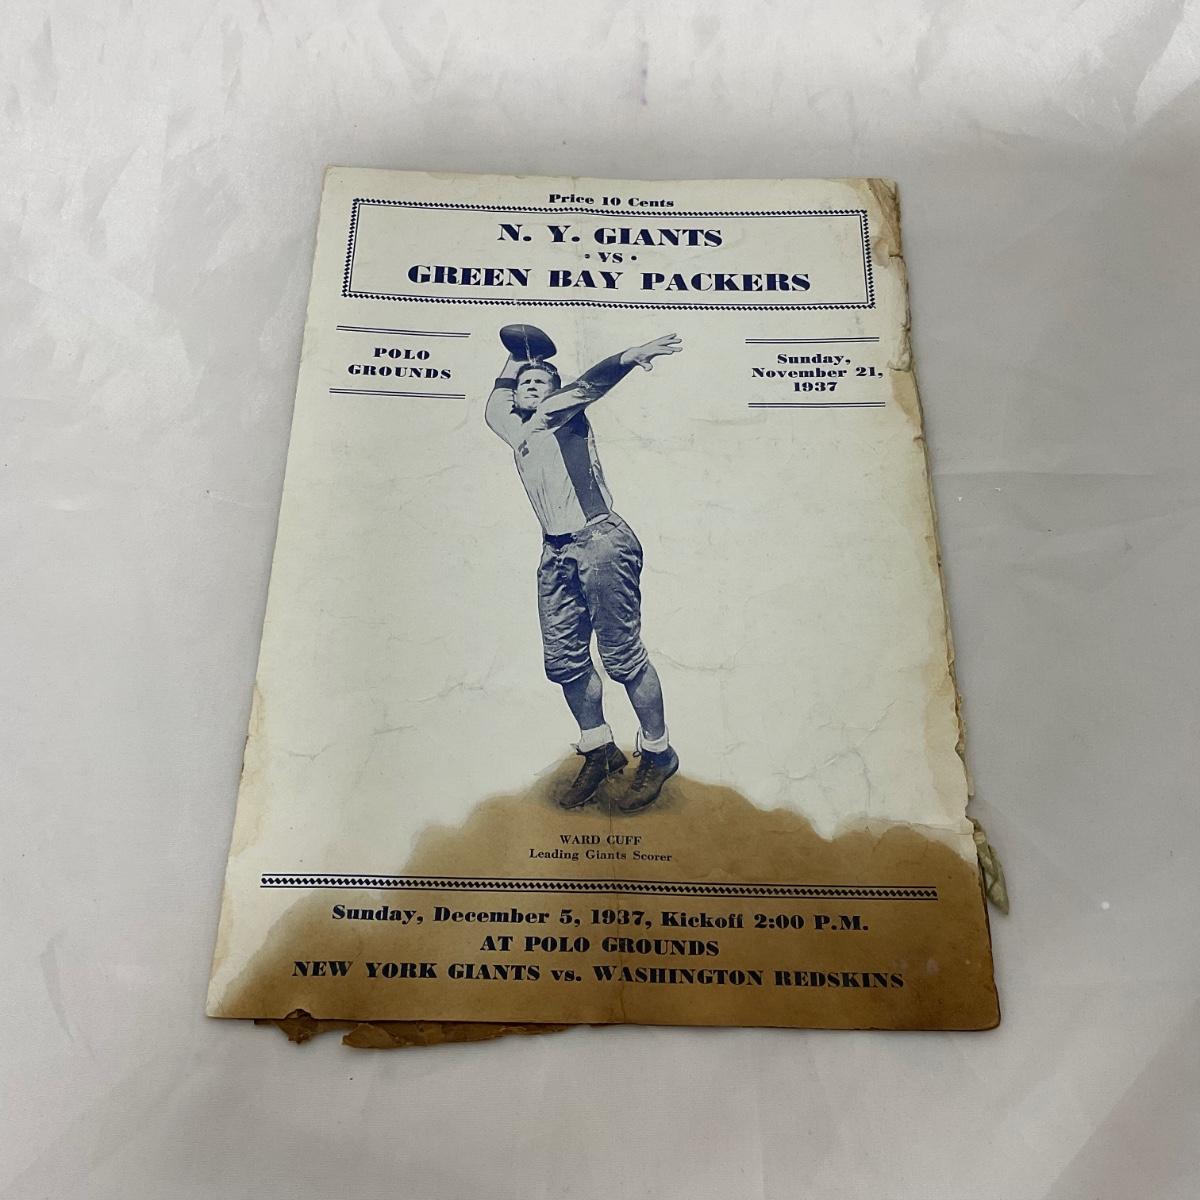 Price 10 Cents
N. Y. GIANTS
• VS •
GREEN BAY PACKERS
POLO
GROUNDS
Sunday,
November 21,
1937
WARD CUFF
Leading Giants Scorer
Sunday, December 5, 1937, Kickoff 2:00 P.M.
AT POLO GROUNDS
NEW YORK GIANTS vs. WASHINGTON REDSKINS